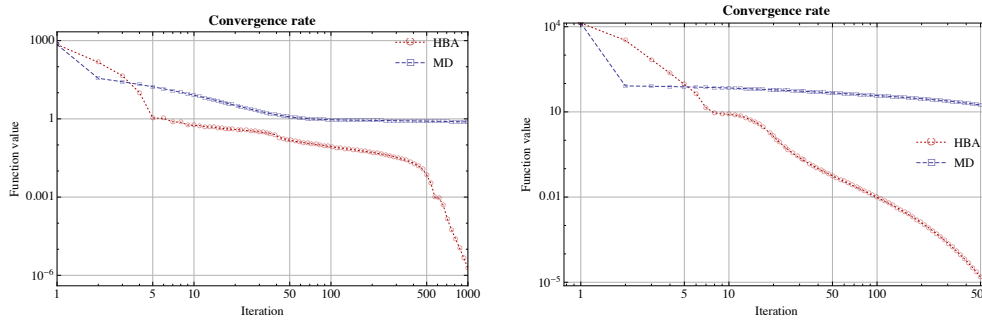 Convergence rate
1000
1
0.001
10^-6
Function value
1
5
10
50
100
500
1000
Iteration
HBA
MD
Convergence rate
10^4
10
0.01
10^-5
Function value
1
5
10
50
100
50
Iteration
HBA
MD